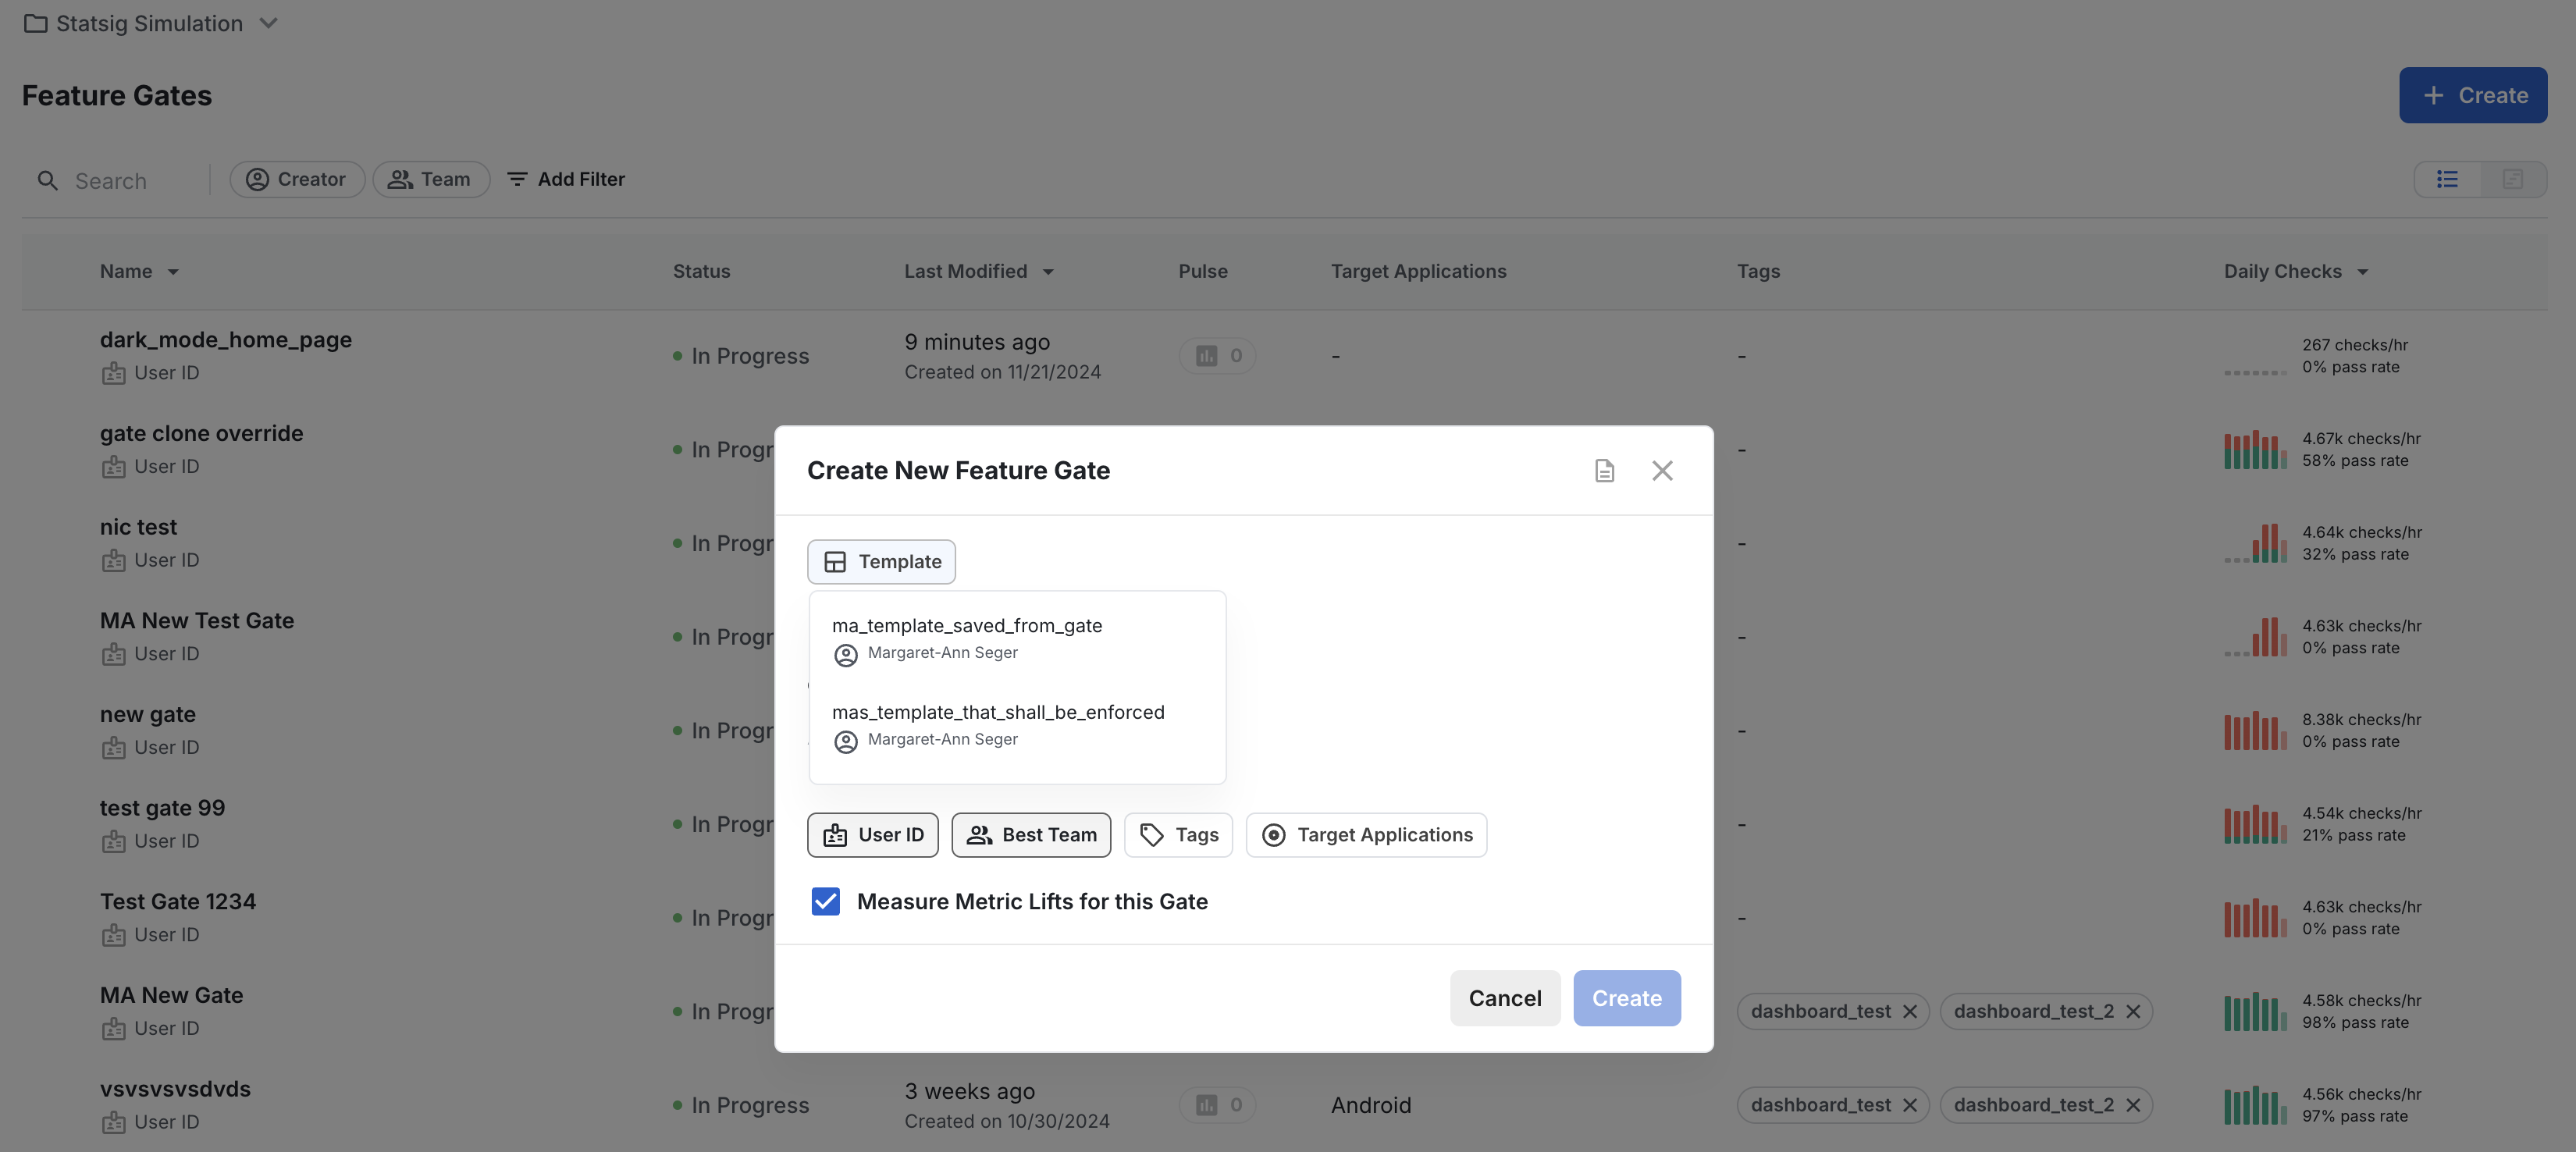 Statsig Simulation
Feature Gates
+ Create
Search
Creator
Team
Add Filter
Name
Status
Last Modified
Pulse
Target Applications
Tags
Daily Checks
dark_mode_home_page
User ID
In Progress
9 minutes ago
Created on 11/21/2024
0
-
-
267 checks/hr
0% pass rate
gate clone override
User ID
In Progr
-
4.67k checks/hr
58% pass rate
nic test
User ID
In Progr
-
4.64k checks/hr
32% pass rate
MA New Test Gate
User ID
In Progr
-
4.63k checks/hr
0% pass rate
new gate
User ID
In Progr
-
8.38k checks/hr
0% pass rate
test gate 99
User ID
In Progr
-
4.54k checks/hr
21% pass rate
Test Gate 1234
User ID
In Progr
-
4.63k checks/hr
0% pass rate
MA New Gate
User ID
In Progr
dashboard_test
dashboard_test_2
4.58k checks/hr
98% pass rate
vsvsvsvsdvds
User ID
In Progress
3 weeks ago
Created on 10/30/2024
0
Android
dashboard_test
dashboard_test_2
4.56k checks/hr
97% pass rate
Create New Feature Gate
Template
ma_template_saved_from_gate
Margaret-Ann Seger
mas_template_that_shall_be_enforced
Margaret-Ann Seger
User ID
Best Team
Tags
Target Applications
Measure Metric Lifts for this Gate
Cancel
Create